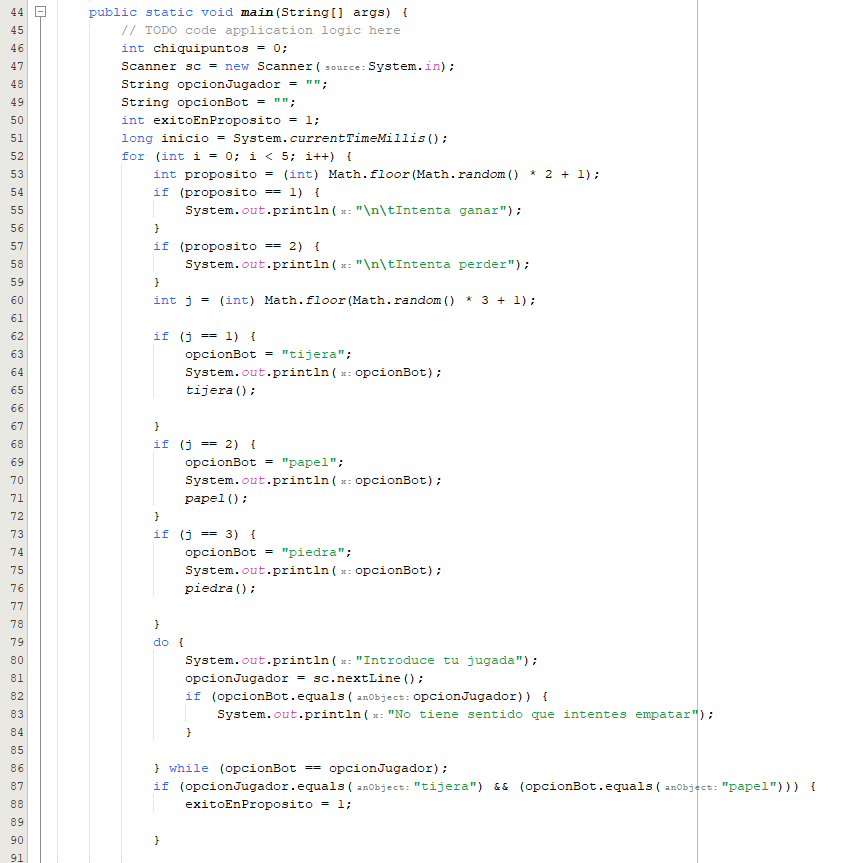 44 public static void main(String[] args) {
45 // TODO code application logic here
46 int chiquipuntos = 0;
47 Scanner sc = new Scanner( source: System.in);
48 String opcionJugador = "";
49 String opcionBot = "";
50 int exitoEnProposito = 1;
51 long inicio = System.currentTimeMillis();
52 for (int i = 0; i < 5; i++) {
53 int proposito = (int) Math.floor(Math.random() * 2 + 1);
54 if (proposito == 1) {
55 System.out.println( x: "\n\tIntenta ganar");
56 }
57 if (proposito == 2) {
58 System.out.println( x: "\n\tIntenta perder");
59 }
60 int j = (int) Math.floor(Math.random() * 3 + 1);
61
62 if (j == 1) {
63 opcionBot = "tijera";
64 System.out.println( x: opcionBot);
65 tijera();
66
67 }
68 if (j == 2) {
69 opcionBot = "papel";
70 System.out.println( x: opcionBot);
71 papel();
72 }
73 if (j == 3) {
74 opcionBot = "piedra";
75 System.out.println( x: opcionBot);
76 piedra();
77
78 }
79 do {
80 System.out.println( x: "Introduce tu jugada");
81 opcionJugador = sc.nextLine();
82 if (opcionBot.equals( anObject: opcionJugador)) {
83 System.out.println( x: "No tiene sentido que intentes empatar");
84 }
85
86 } while (opcionBot == opcionJugador);
87 if (opcionJugador.equals( anObject: "tijera") && (opcionBot.equals( anObject: "papel"))) {
88 exitoEnProposito = 1;
89
90 }
91